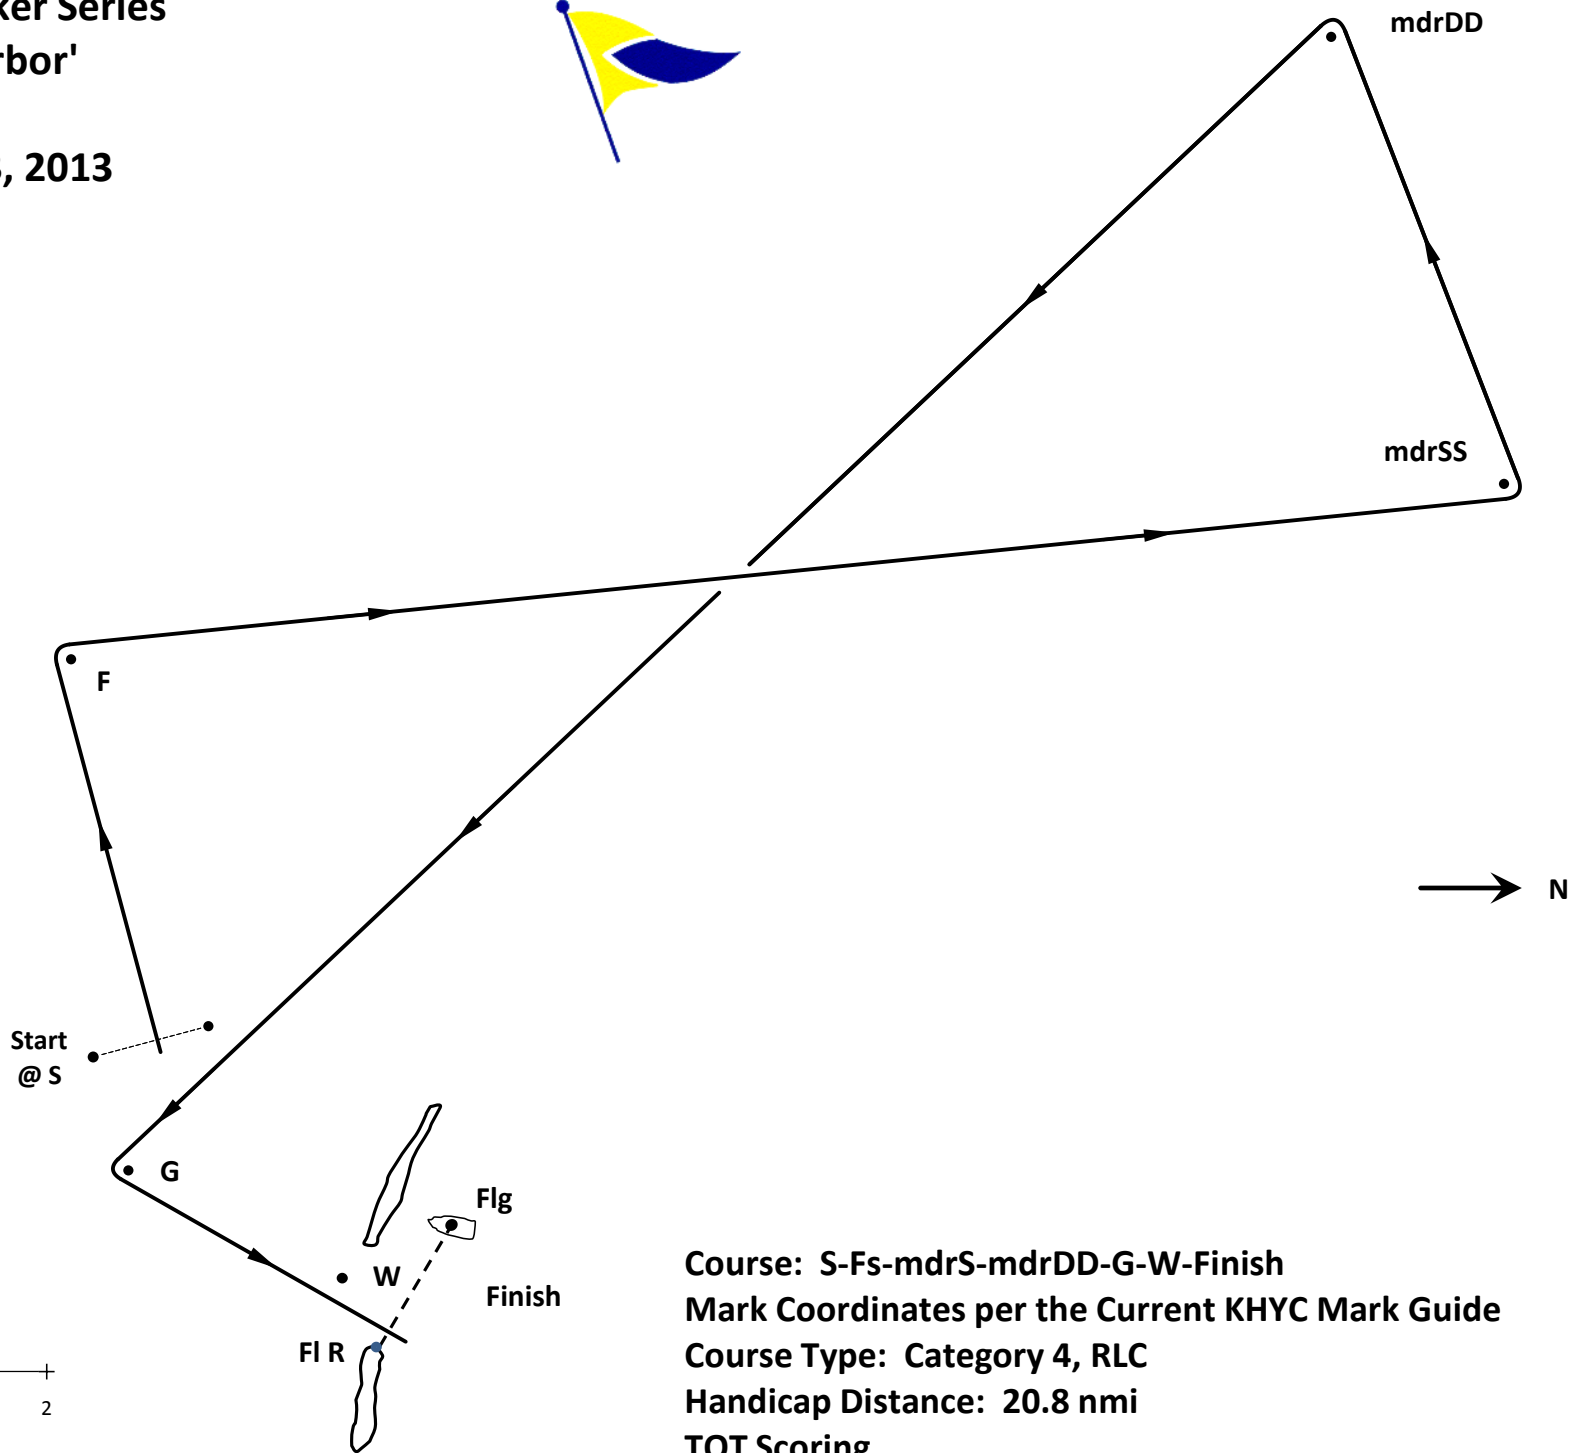 ker Series
rbor'
, 2013
mdrDD
mdrSS
F
N
Start
@ S
G
Flg
W
Finish
Fl R
2
Course: S-Fs-mdrS-mdrDD-G-W-Finish
Mark Coordinates per the Current KHYC Mark Guide
Course Type: Category 4, RLC
Handicap Distance: 20.8 nmi
TOT Scoring